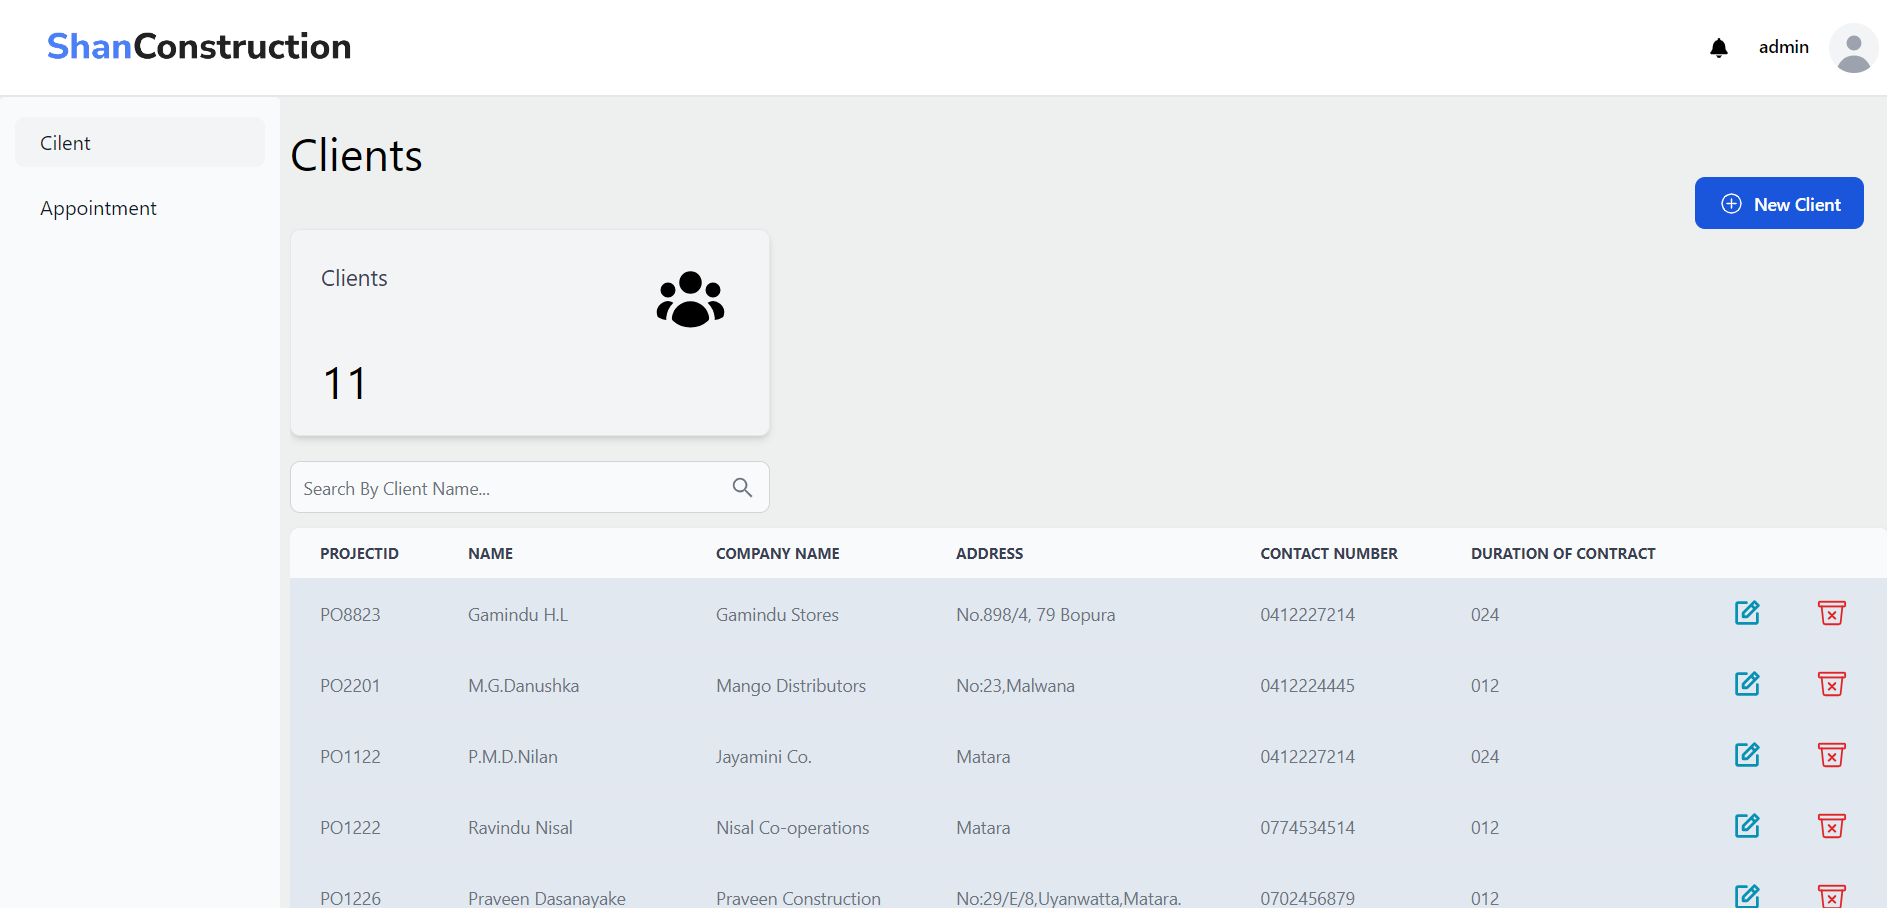 ShanConstruction
admin
Cilent
Appointment
Clients
New Client
Clients
11
Search By Client Name...
PROJECTID NAME COMPANY NAME ADDRESS CONTACT NUMBER DURATION OF CONTRACT
PO8823 Gamindu H.L Gamindu Stores No.898/4, 79 Bopura 0412227214 024
PO2201 M.G.Danushka Mango Distributors No:23,Malwana 0412224445 012
PO1122 P.M.D.Nilan Jayamini Co. Matara 0412227214 024
PO1222 Ravindu Nisal Nisal Co-operations Matara 0774534514 012
PO1226 Praveen Dasanayake Praveen Construction No:29/E/8,Uyanwatta,Matara. 0702456879 012